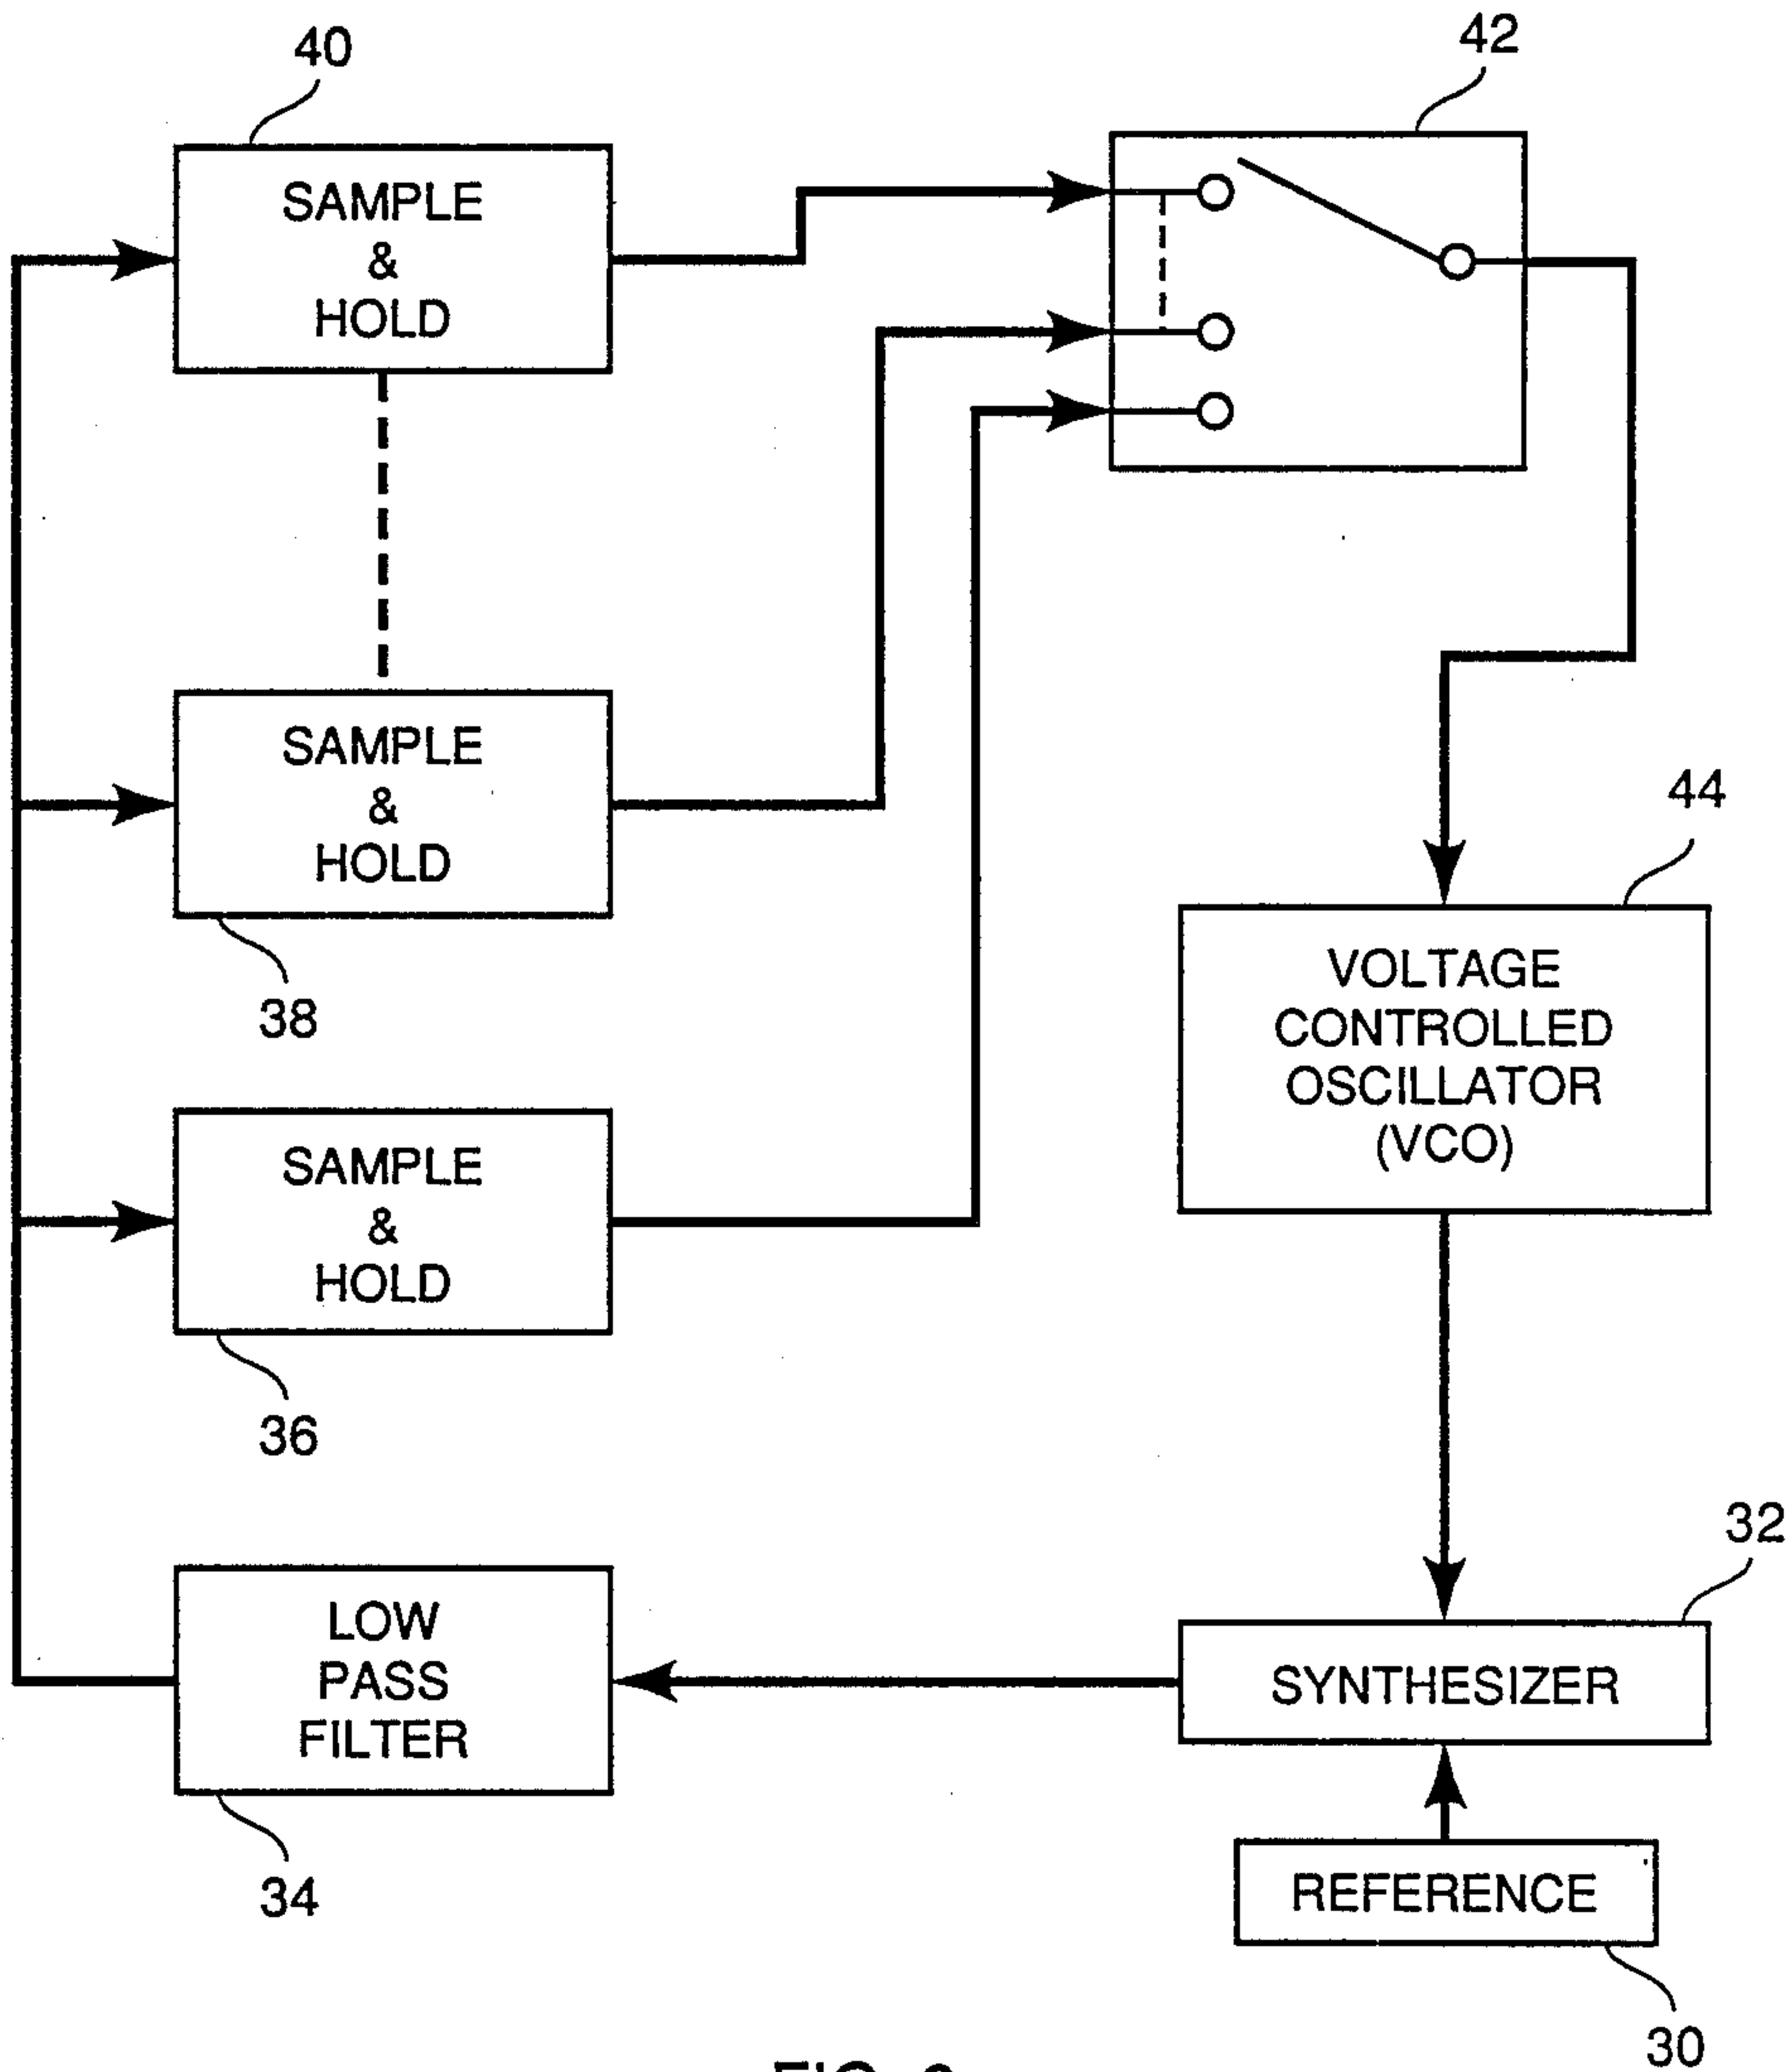 40
42
SAMPLE
&
HOLD
SAMPLE
&
HOLD
38
44
VOLTAGE
CONTROLLED
OSCILLATOR
(VCO)
SAMPLE
&
HOLD
36
32
LOW
PASS
FILTER
34
SYNTHESIZER
REFERENCE
30
FIG.